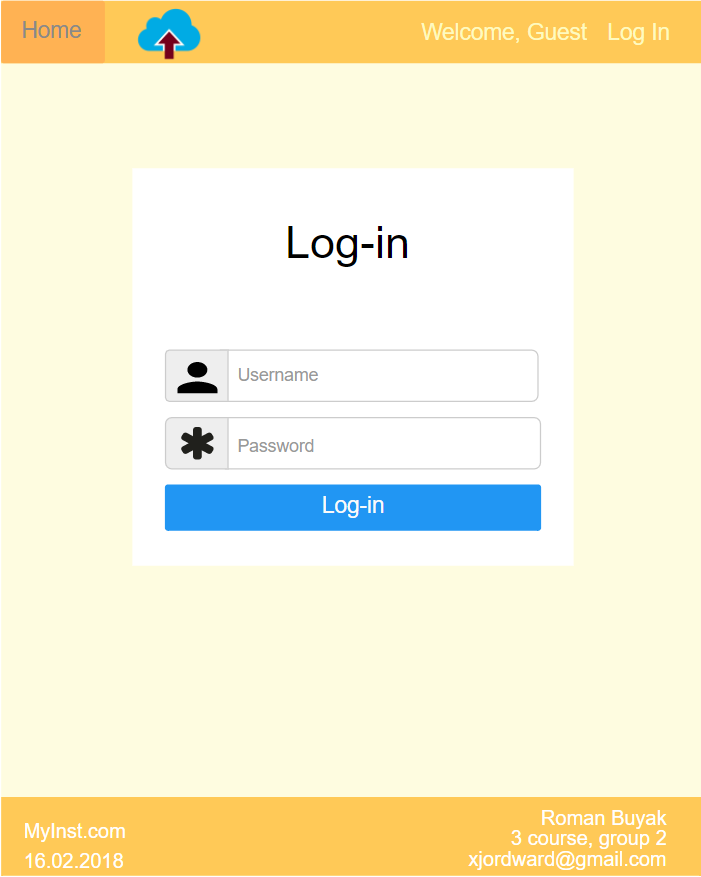 Home
Welcome, Guest Log In
Log-in
Username
Password
Log-in
MyInst.com
16.02.2018
Roman Buyak
3 course, group 2
xjordward@gmail.com